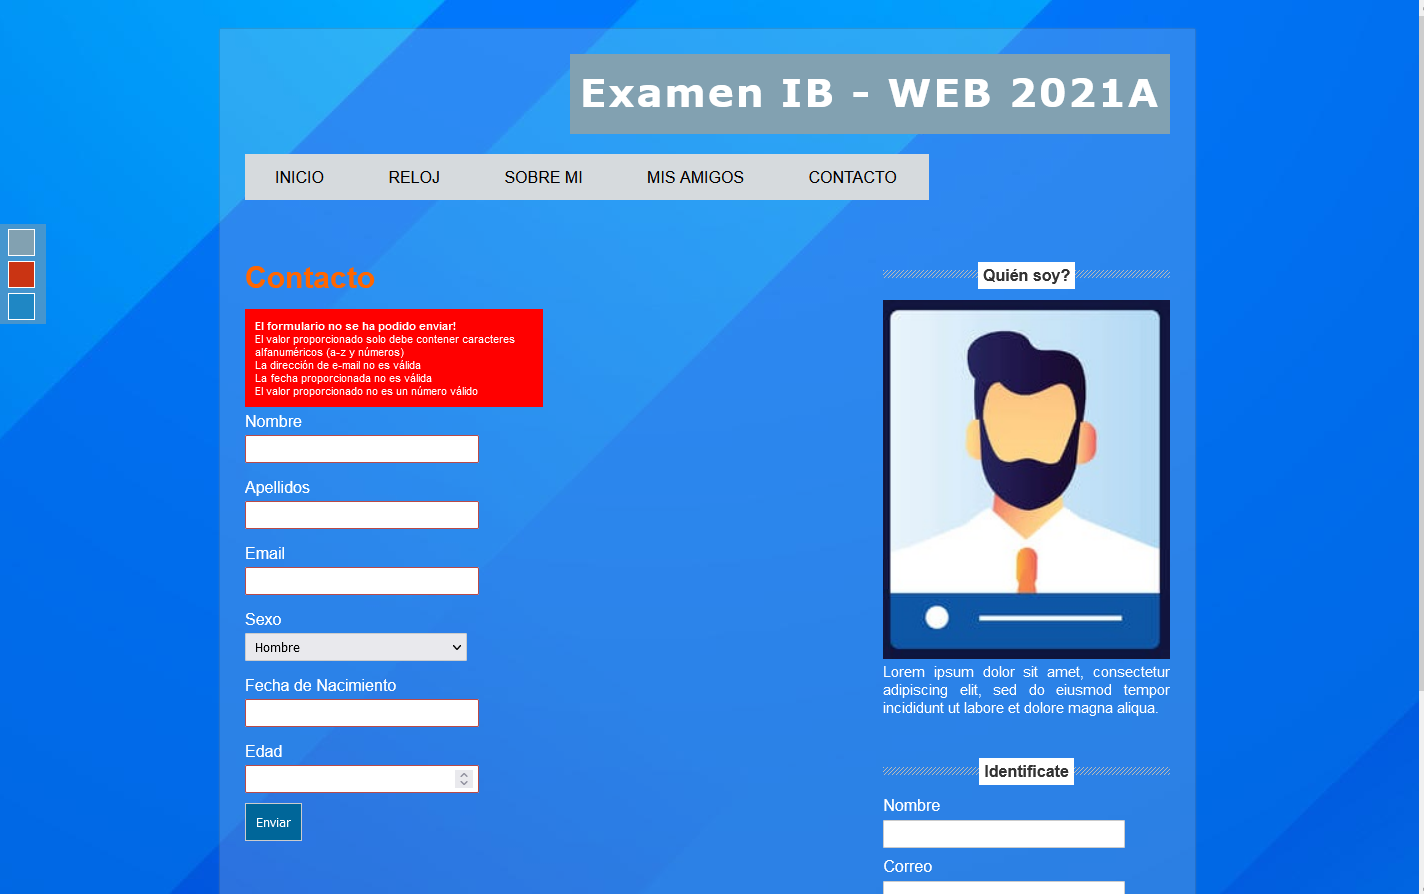 Examen IB - WEB 2021A
INICIO RELOJ SOBRE MI MIS AMIGOS CONTACTO
Contacto
El formulario no se ha podido enviar!
El valor proporcionado solo debe contener caracteres
alfanuméricos (a-z y números)
La dirección de e-mail no es válida
La fecha proporcionada no es válida
El valor proporcionado no es un número válido
Nombre
Apellidos
Email
Sexo
Hombre
Fecha de Nacimiento
Edad
Enviar
Quién soy?
Lorem ipsum dolor sit amet, consectetur
adipiscing elit, sed do eiusmod tempor
incididunt ut labore et dolore magna aliqua.
Identificate
Nombre
Correo